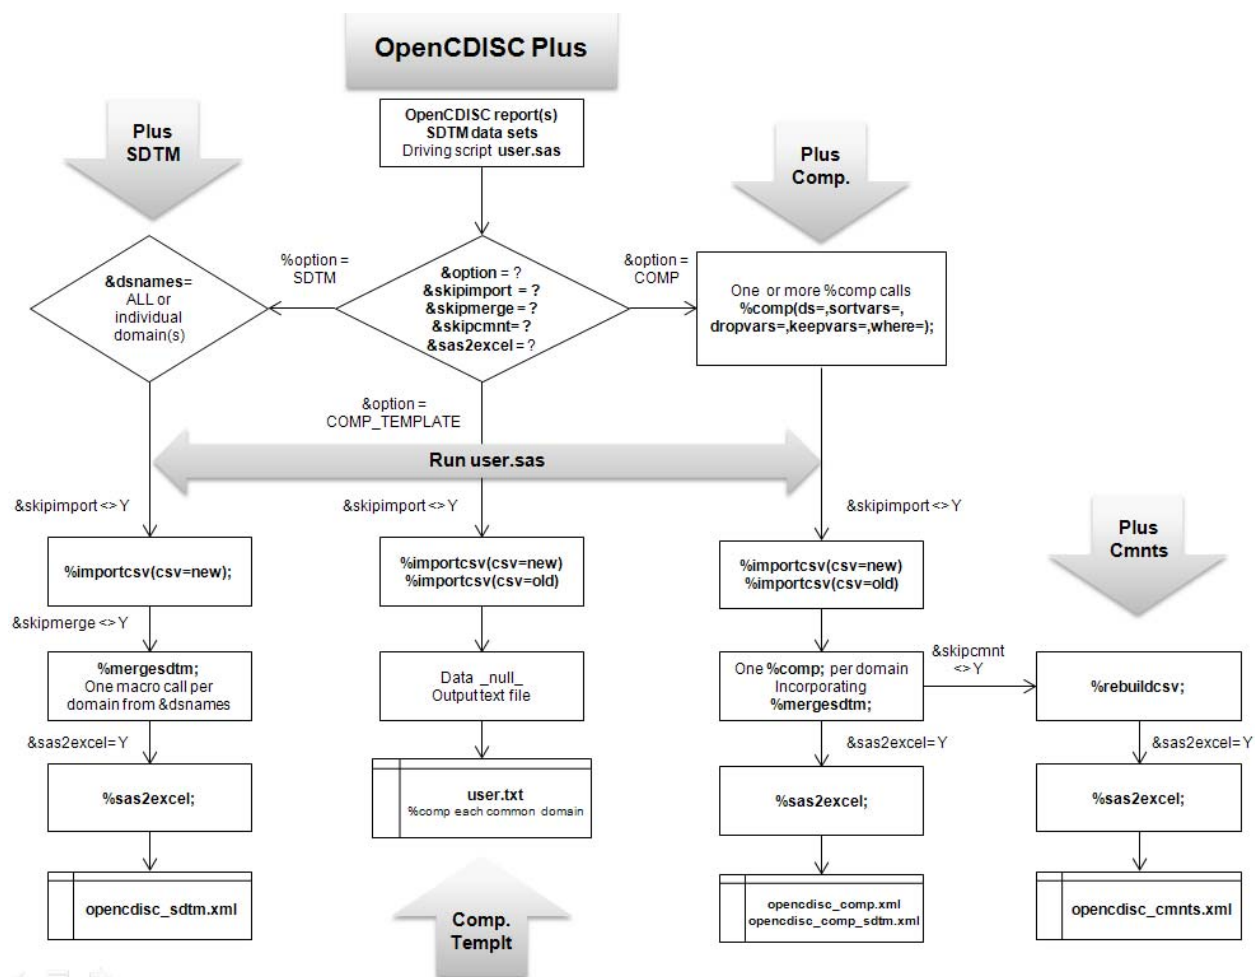 OpenCDISC Plus
Plus
SDTM
OpenCDISC report(s)
SDTM data sets
Driving script user.sas
Plus
Comp.
&dsnames=
ALL or
individual
domain(s)
%option =
SDTM
&option = ?
&skipimport = ?
&skipmerge = ?
&skipcmnt= ?
&sas2excel = ?
&option =
COMP
One or more %comp calls
%comp(ds=,sortvars=,
dropvars=,keepvars=,where=);
&option =
COMP_TEMPLATE
Run user.sas
&skipimport <> Y
&skipimport <> Y
&skipimport <> Y
Plus
Cmnts
%importcsv(csv=new);
%importcsv(csv=new)
%importcsv(csv=old)
%importcsv(csv=new)
%importcsv(csv=old)
&skipmerge <> Y
%mergesdtm;
One macro call per
domain from &dsnames
Data _null_
Output text file
One %comp; per domain
Incorporating
%mergesdtm;
&skipcmnt
<> Y
%rebuildcsv;
&sas2excel= Y
&sas2excel= Y
&sas2excel= Y
%sas2excel;
user.txt
%comp each common domain
%sas2excel;
%sas2excel;
opencdisc_sdtm.xml
Comp.
Templt
opencdisc_comp.xml
opencdisc_comp_sdtm.xml
opencdisc_cmnts.xml